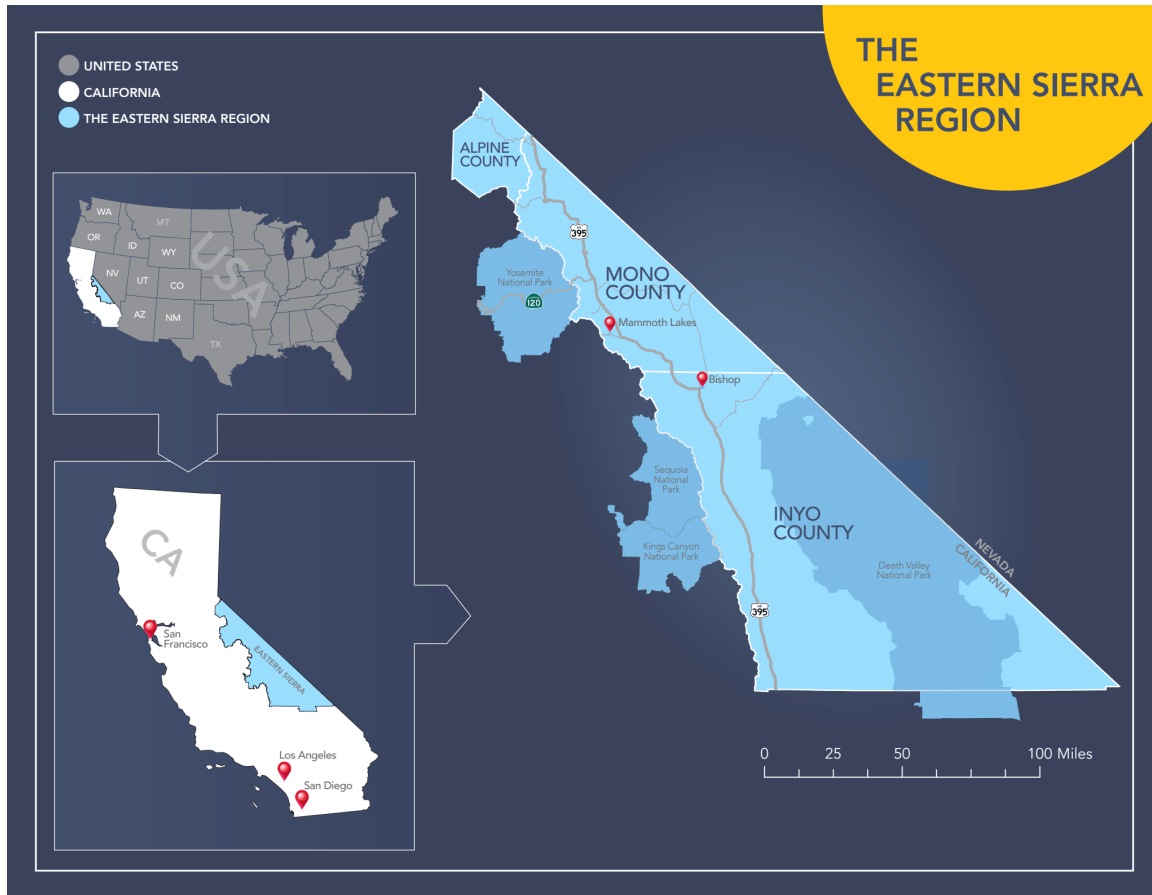 THE
EASTERN SIERRA
REGION
UNITED STATES
CALIFORNIA
THE EASTERN SIERRA REGION
WA
MT
OR
ID
WY
NV
UT
CO
USA
AZ
NM
TX
CA
San
Francisco
EASTERN SIERRA
Los Angeles
San Diego
ALPINE
COUNTY
US
395
Yosemite
National Park
120
MONO
COUNTY
Mammoth Lakes
Bishop
Sequoia
National
Park
INYO
COUNTY
Kings Canyon
National Park
Death Valley
National Park
NEVADA
CALIFORNIA
US
395
0 25 50 100 Miles